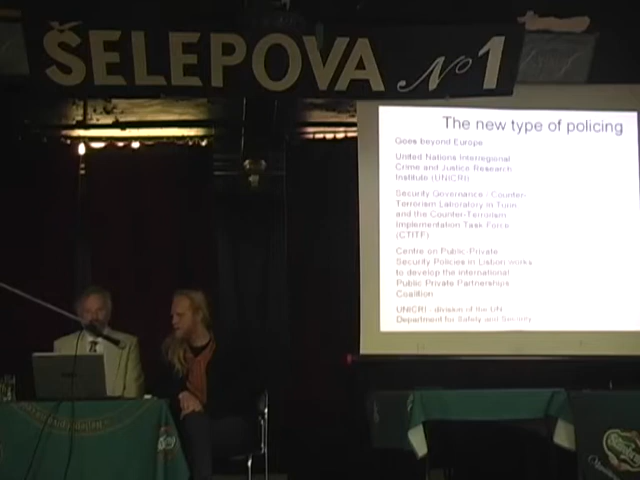 ŠELEPOVA No 1
The new type of policing
Goes beyond Europe
United Nations Interregional
Crime and Justice Research
Institute (UNICRI)
Security Governance / Counter-
Terrorism Laboratory in Turin
and the Counter-Terrorism
Implementation Task Force
(CTITF)
Centre on Public-Private
Security Policies in Lisbon works
to develop the international
Public Private Partnerships
Coalition
UNICRI - division of the UN
Department for Safety and Security